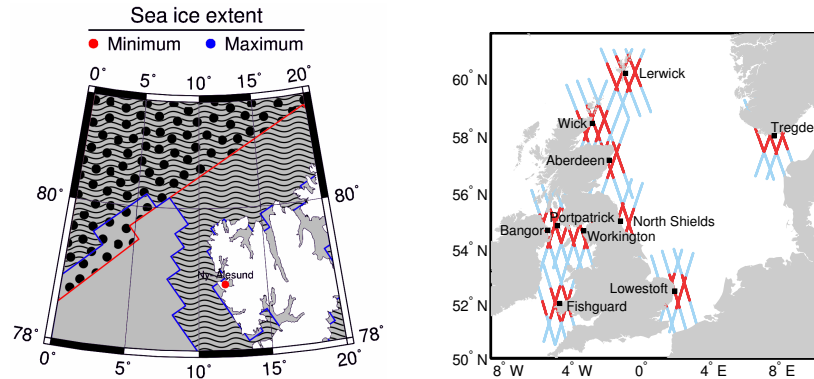 Sea ice extent
Minimum Maximum
0° 5° 10° 15° 20°
80° 80°
Ny-Alesund
78° 78°
0° 5° 10° 15° 20°
60° N
58° N
56° N
54° N
52° N
50° N
8° W 4° W 0° 4° E 8° E
Lerwick
Wick
Tregde
Aberdeen
Portpatrick
North Shields
Bangor
Workington
Lowestoft
Fishguard